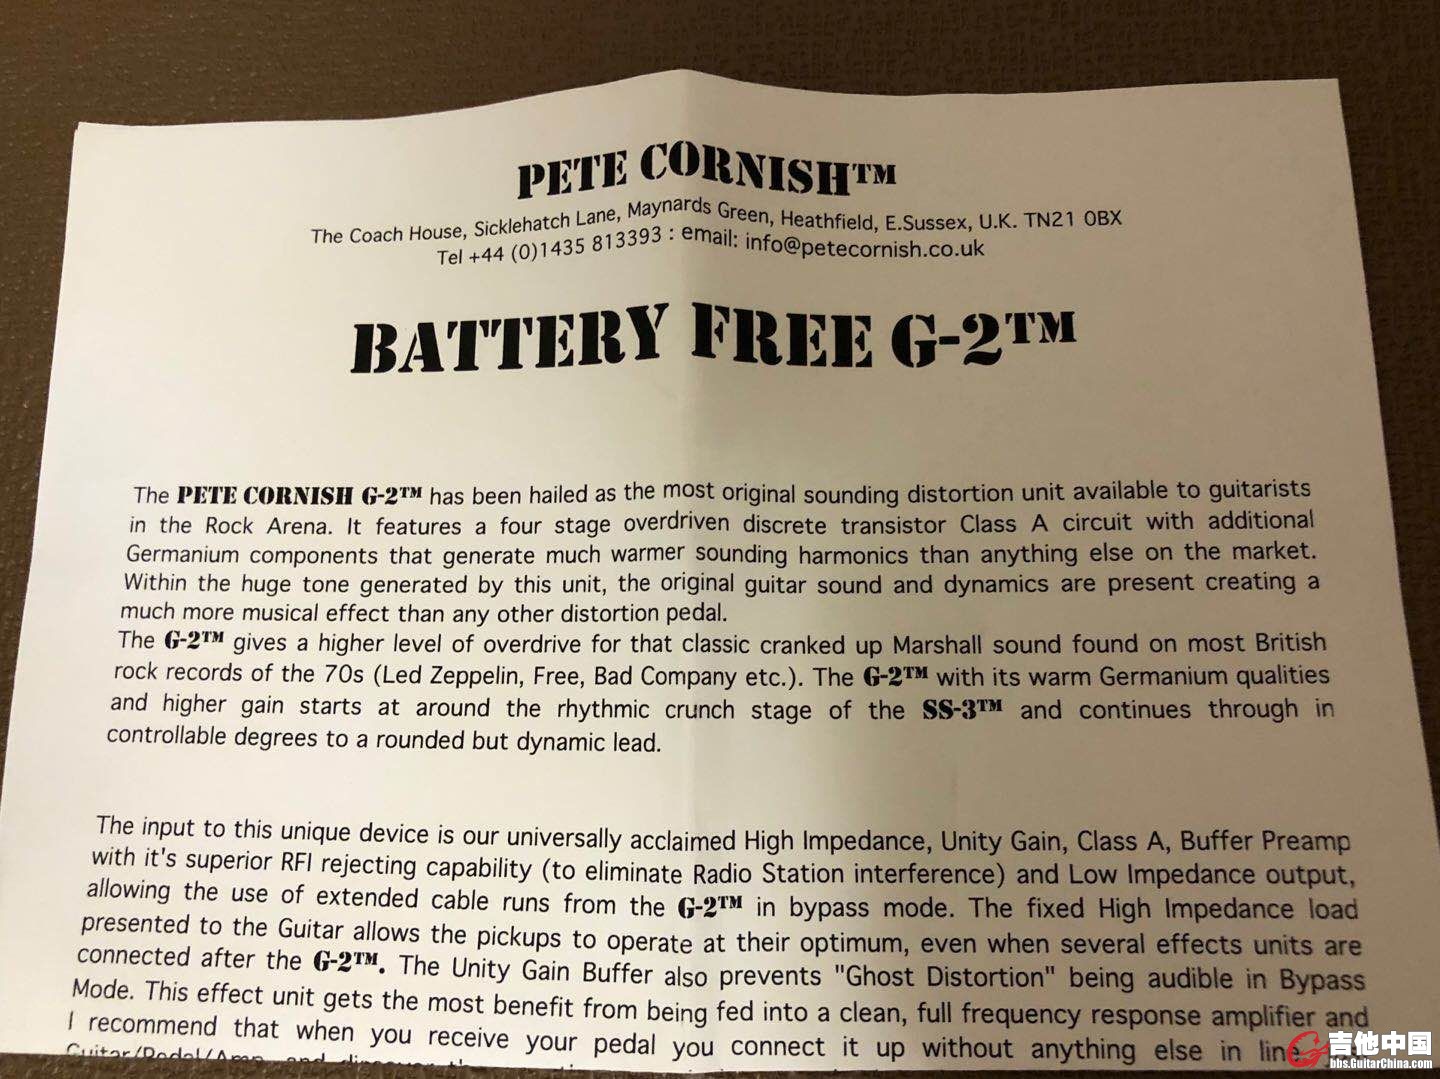 PETE CORNISH™
The Coach House, Sicklehatch Lane, Maynards Green, Heathfield, E.Sussex, U.K. TN21 0BX
Tel +44 (0)1435 813393 : email: info@petecornish.co.uk
BATTERY FREE G-2™
The PETE CORNISH G-2™ has been hailed as the most original sounding distortion unit available to guitarists
in the Rock Arena. It features a four stage overdriven discrete transistor Class A circuit with additional
Germanium components that generate much warmer sounding harmonics than anything else on the market.
Within the huge tone generated by this unit, the original guitar sound and dynamics are present creating a
much more musical effect than any other distortion pedal.
The G-2™ gives a higher level of overdrive for that classic cranked up Marshall sound found on most British
rock records of the 70s (Led Zeppelin, Free, Bad Company etc.). The G-2™ with its warm Germanium qualities
and higher gain starts at around the rhythmic crunch stage of the SS-3™ and continues through in
controllable degrees to a rounded but dynamic lead.
The input to this unique device is our universally acclaimed High Impedance, Unity Gain, Class A, Buffer Preamp
with it's superior RFI rejecting capability (to eliminate Radio Station interference) and Low Impedance output,
allowing the use of extended cable runs from the G-2™ in bypass mode. The fixed High Impedance load
presented to the Guitar allows the pickups to operate at their optimum, even when several effects units are
connected after the G-2™. The Unity Gain Buffer also prevents "Ghost Distortion" being audible in Bypass
Mode. This effect unit gets the most benefit from being fed into a clean, full frequency response amplifier and
I recommend that when you receive your pedal you connect it up without anything else in line
Guitar/Pedal/Amp, and
吉他中国
bbs.GuitarChina.com